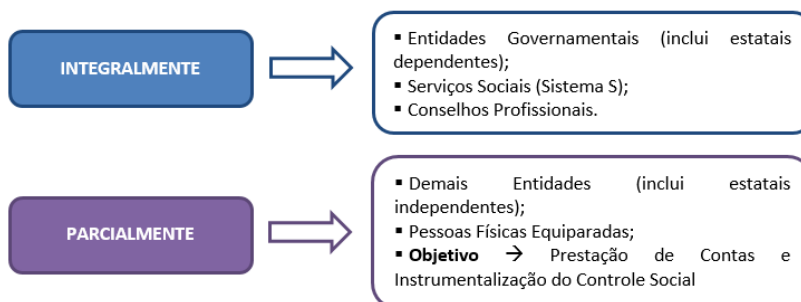 INTEGRALMENTE
▪ Entidades Governamentais (inclui estatais
dependentes);
▪ Serviços Sociais (Sistema S);
▪ Conselhos Profissionais.
PARCIALMENTE
▪ Demais Entidades (inclui estatais
independentes);
▪ Pessoas Físicas Equiparadas;
▪ Objetivo → Prestação de Contas e
Instrumentalização do Controle Social